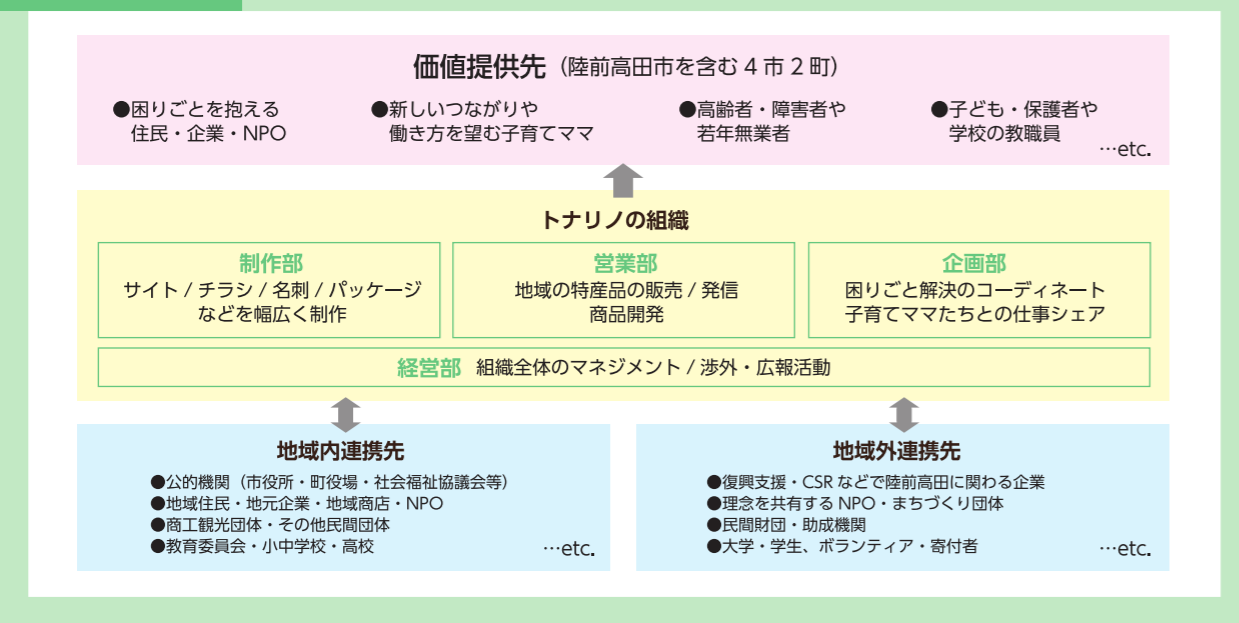 価値提供先（陸前高田市を含む4市2町）
●困りごとを抱える
住民・企業・NPO
●新しいつながりや
働き方を望む子育てママ
●高齢者・障害者や
若年無業者
●子ども・保護者や
学校の教職員
…etc.
トナリノの組織
制作部
サイト / チラシ / 名刺 / パッケージ
などを幅広く制作
営業部
地域の特産品の販売 / 発信
商品開発
企画部
困りごと解決のコーディネート
子育てママたちとの仕事シェア
経営部 組織全体のマネジメント / 渉外・広報活動
地域内連携先
●公的機関（市役所・町役場・社会福祉協議会等）
●地域住民・地元企業・地域商店・NPO
●商工観光団体・その他民間団体
●教育委員会・小中学校・高校
…etc.
地域外連携先
●復興支援・CSRなどで陸前高田に関わる企業
●理念を共有するNPO・まちづくり団体
●民間財団・助成機関
●大学・学生、ボランティア・寄付者
…etc.